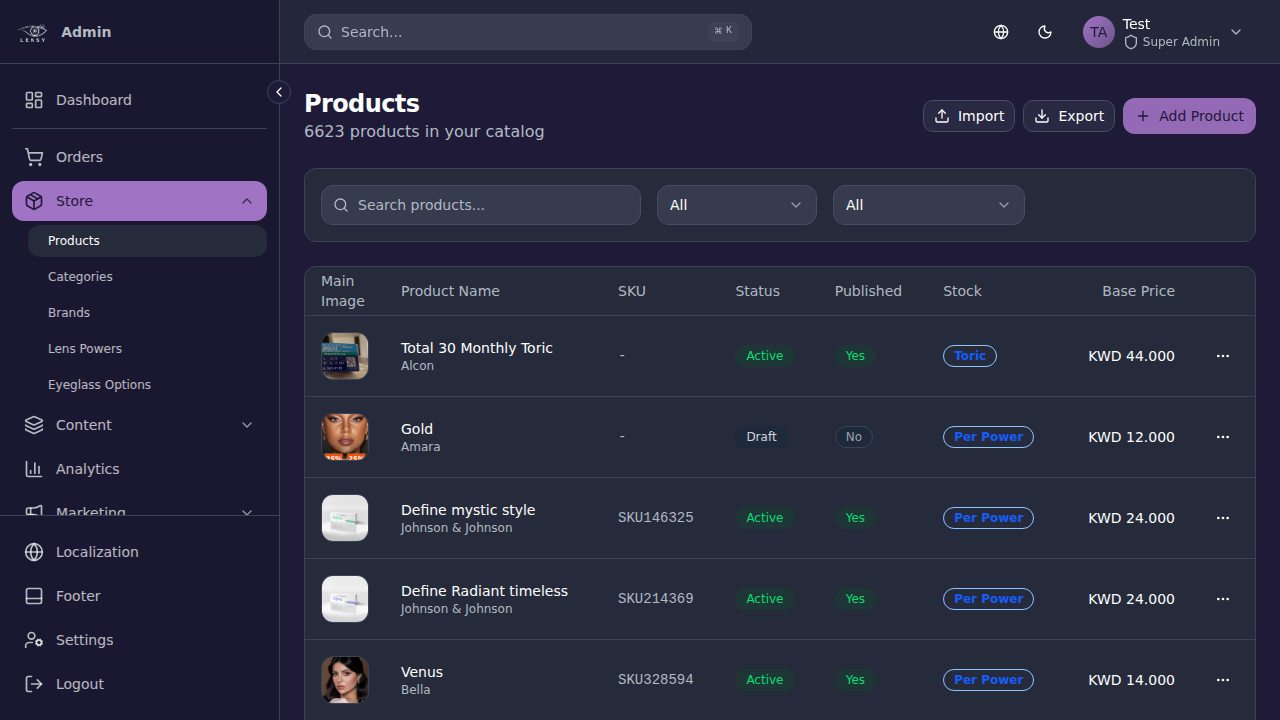 LENSY
Admin
Search...
⌘ K
TA
Test
Super Admin
Dashboard
Orders
Store
Products
Categories
Brands
Lens Powers
Eyeglass Options
Content
Analytics
Marketing
Localization
Footer
Settings
Logout
Products
6623 products in your catalog
Import
Export
Add Product
Search products...
All
All
Main Image
Product Name
SKU
Status
Published
Stock
Base Price
Total 30 Monthly Toric
Alcon
-
Active
Yes
Toric
KWD 44.000
Gold
Amara
-
Draft
No
Per Power
KWD 12.000
Define mystic style
Johnson & Johnson
SKU146325
Active
Yes
Per Power
KWD 24.000
Define Radiant timeless
Johnson & Johnson
SKU214369
Active
Yes
Per Power
KWD 24.000
Venus
Bella
SKU328594
Active
Yes
Per Power
KWD 14.000